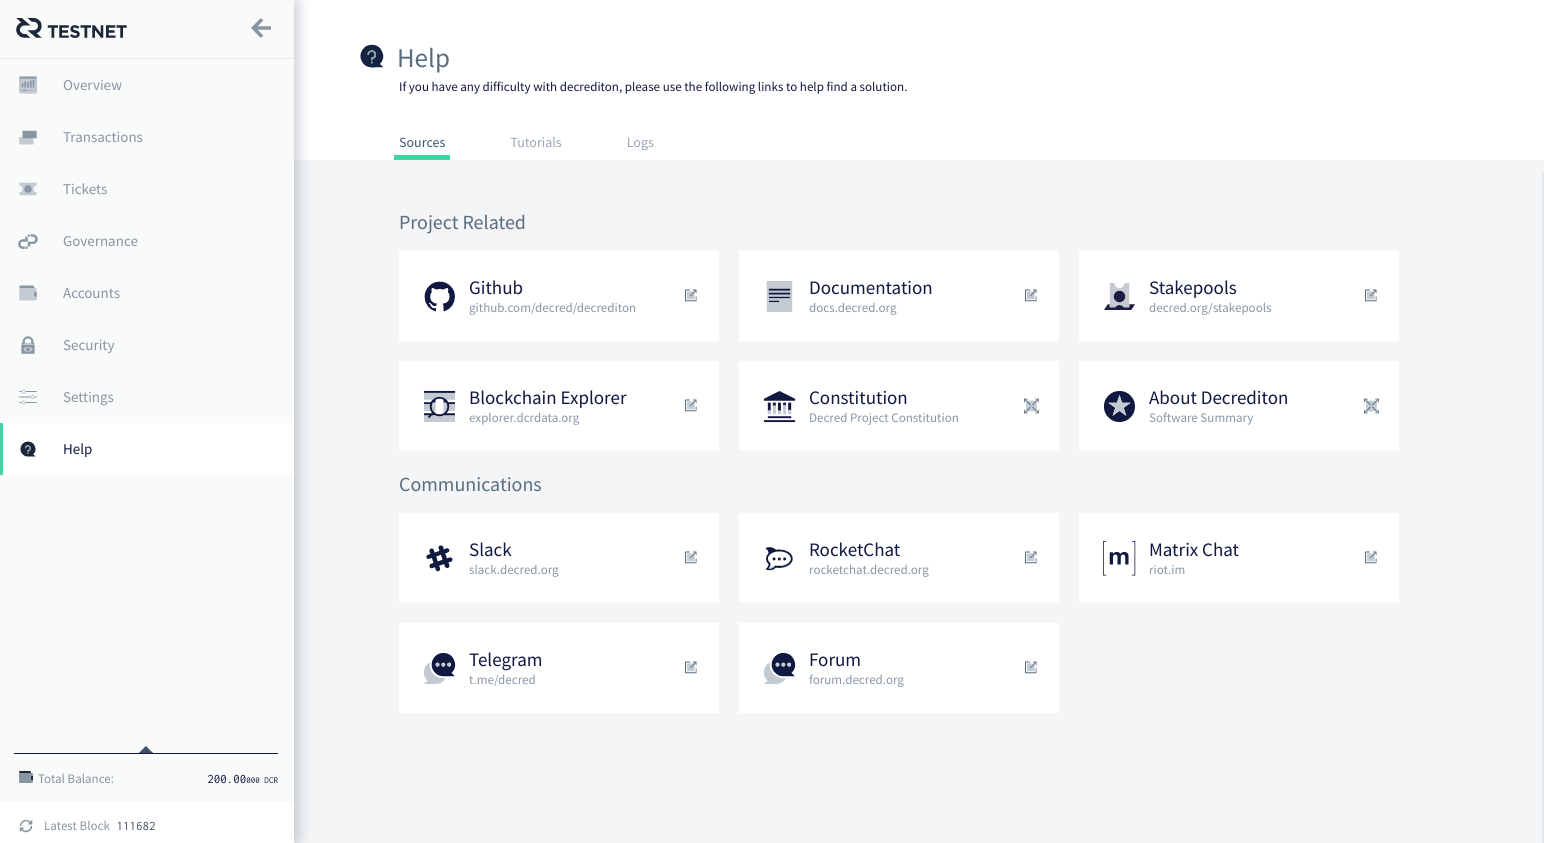 TESTNET
Overview
Transactions
Tickets
Governance
Accounts
Security
Settings
Help
Total Balance: 200.00000 DCR
Latest Block 111682
Help
If you have any difficulty with decrediton, please use the following links to help find a solution.
Sources Tutorials Logs
Project Related
Github
github.com/decred/decrediton
Documentation
docs.decred.org
Stakepools
decred.org/stakepools
Blockchain Explorer
explorer.dcrdata.org
Constitution
Decred Project Constitution
About Decrediton
Software Summary
Communications
Slack
slack.decred.org
RocketChat
rocketchat.decred.org
[m]
Matrix Chat
riot.im
Telegram
t.me/decred
Forum
forum.decred.org